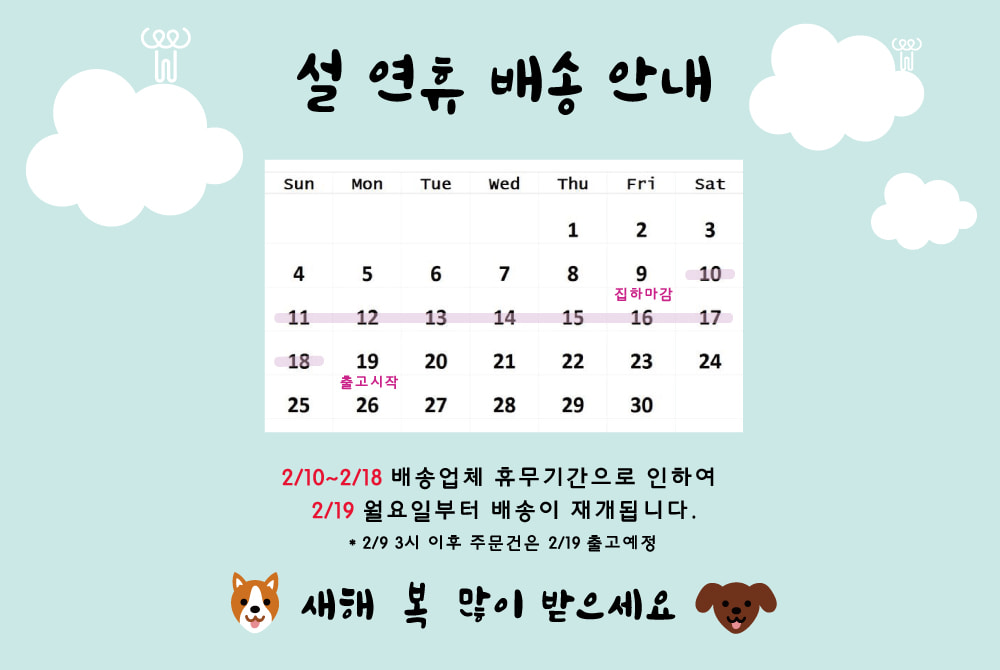 설 연휴 배송 안내
Sun Mon Tue Wed Thu Fri Sat
1 2 3
4 5 6 7 8 9 10
집하마감
11 12 13 14 15 16 17
18 19 20 21 22 23 24
출고시작
25 26 27 28 29 30
2/10~2/18 배송업체 휴무기간으로 인하여
2/19 월요일부터 배송이 재개됩니다.
* 2/9 3시 이후 주문건은 2/19 출고예정
새해 복 많이 받으세요